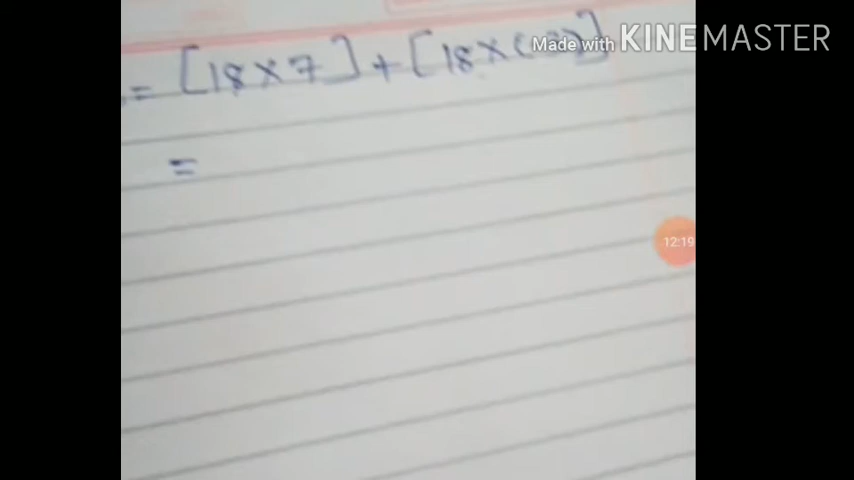 = [18×7]+[18×(
Made with KINEMASTER
=
12:19